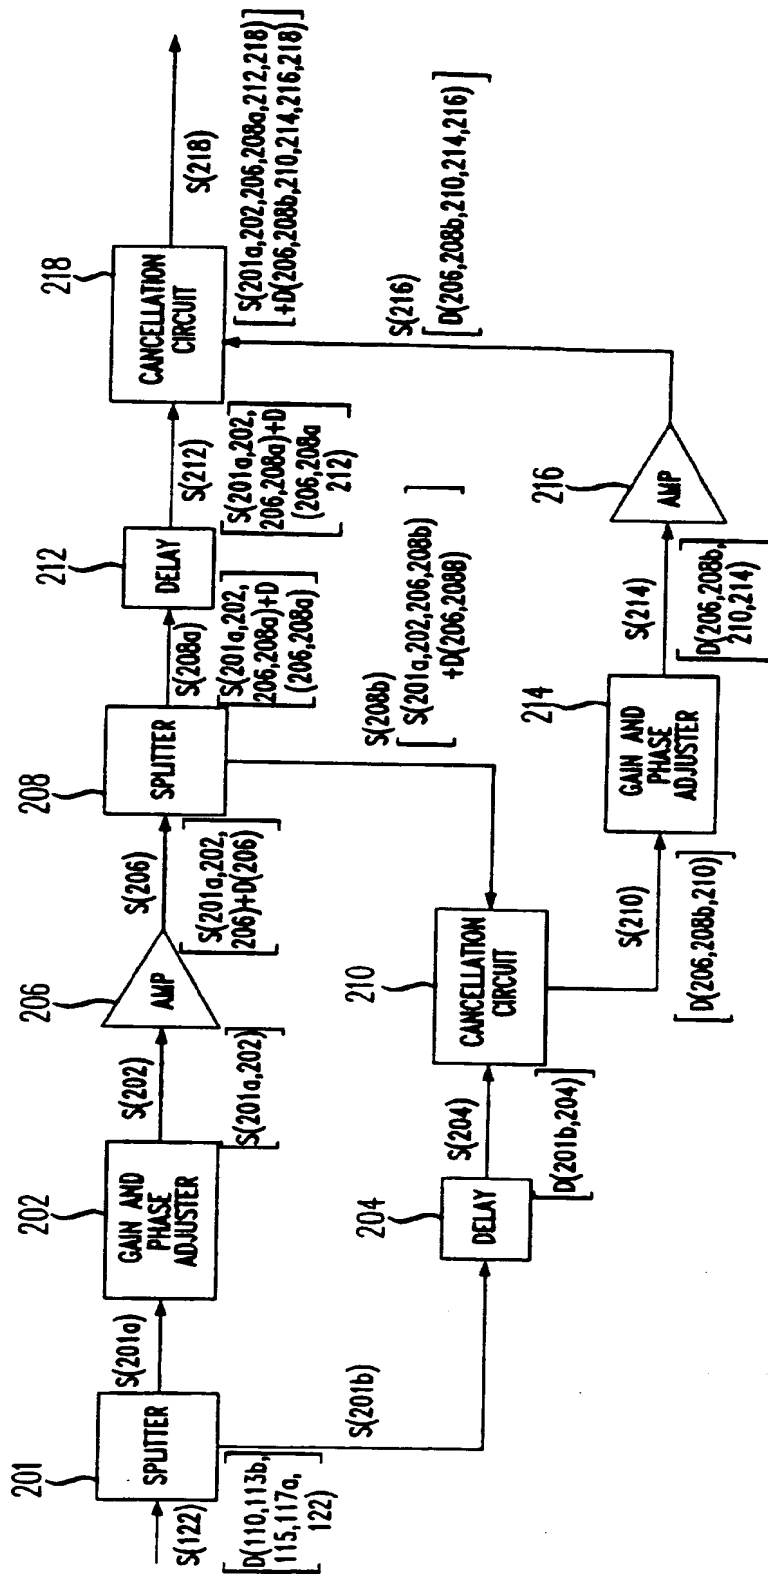 201
SPLITTER
S(122)
D(110,113b,
115,117a,
122)
S(201a)
S(201b)
202
GAIN AND
PHASE
ADJUSTER
S(202)
S(201a,202)
204
DELAY
S(204)
D(201b,204)
206
AMP
S(206)
S(201a,202,
206)+D(206)
208
SPLITTER
S(208a)
S(201a,202,
206,208a)+D
(206,208a)
S(208b)
S(201a,202,206,208b)
+D(206,208B)
210
CANCELLATION
CIRCUIT
S(210)
D(206,208b,210)
212
DELAY
S(212)
S(201a,202,
206,208a)+D
(206,208a
212)
214
GAIN AND
PHASE
ADJUSTER
S(214)
D(206,208b,
210,214)
216
AMP
S(216)
D(206,208b,210,214,216)
218
CANCELLATION
CIRCUIT
S(218)
S(201a,202,206,208a,212,218)
+D(206,208b,210,214,216,218)